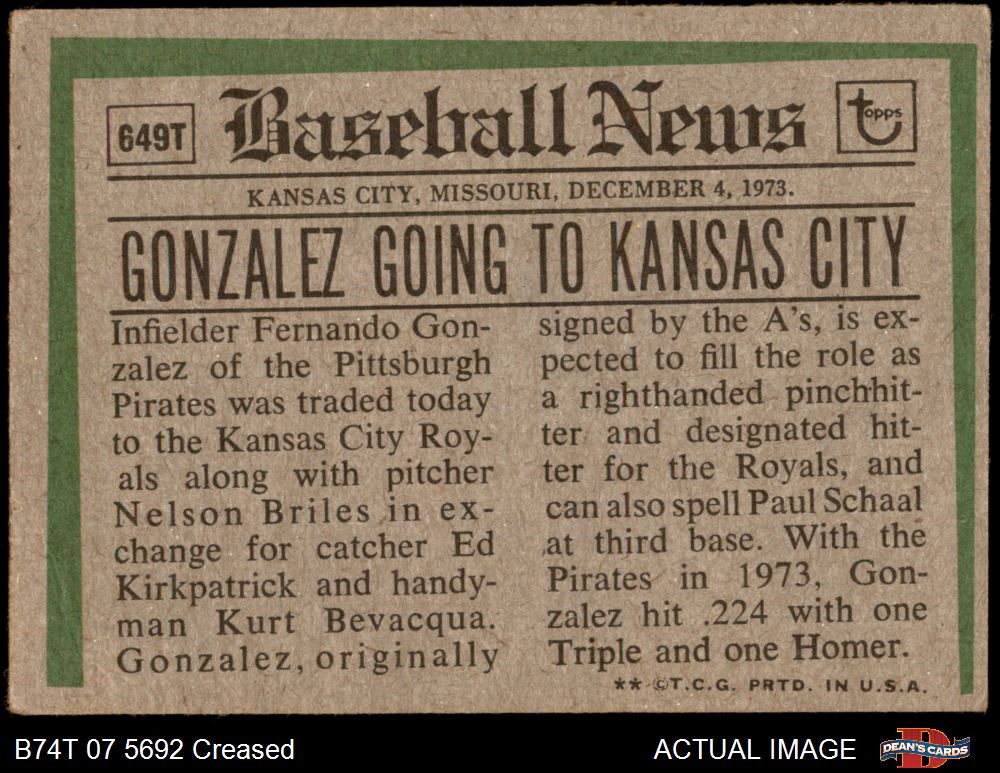 649T
Baseball News
topps
KANSAS CITY, MISSOURI, DECEMBER 4, 1973.
GONZALEZ GOING TO KANSAS CITY
Infielder Fernando Gon-
zalez of the Pittsburgh
Pirates was traded today
to the Kansas City Roy-
als along with pitcher
Nelson Briles in ex-
change for catcher Ed
Kirkpatrick and handy-
man Kurt Bevacqua.
Gonzalez, originally
signed by the A's, is ex-
pected to fill the role as
a righthanded pinchhit-
ter and designated hit-
ter for the Royals, and
can also spell Paul Schaal
at third base. With the
Pirates in 1973, Gon-
zalez hit .224 with one
Triple and one Homer.
** ©T.C.G. PRTD. IN U.S.A.
B74T 07 5692 Creased
ACTUAL IMAGE
DEAN'S CARDS